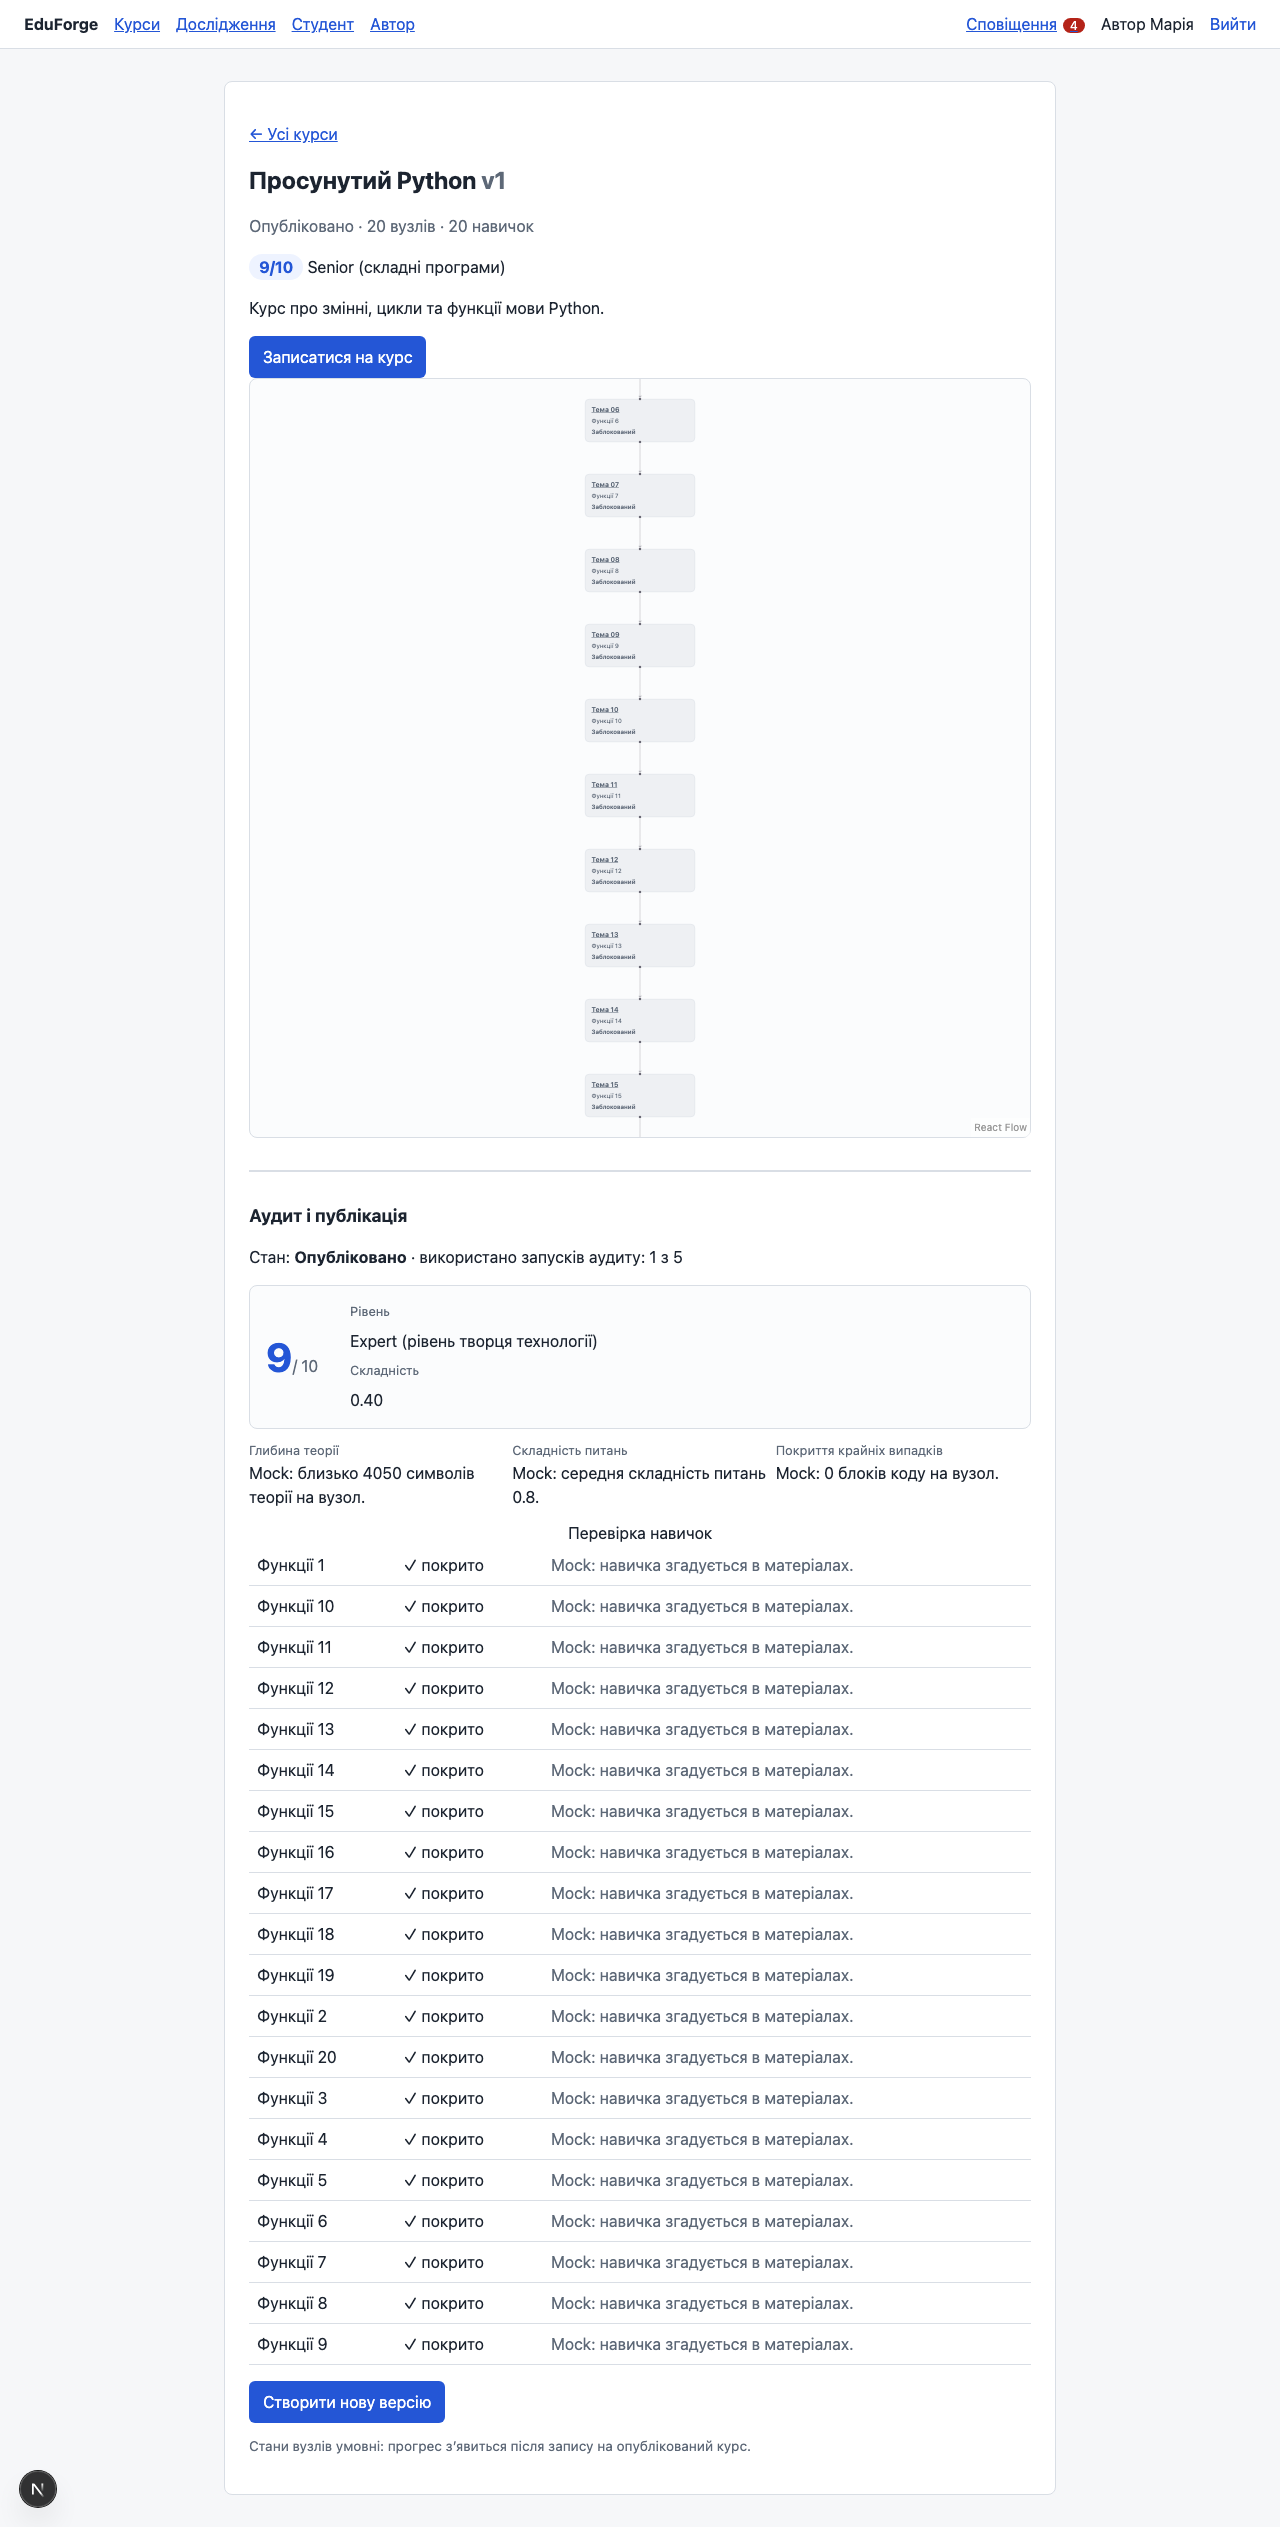 EduForge Курси Дослідження Студент Автор Сповіщення 4 Автор Марія Вийти
← Усі курси
Просунутий Python v1
Опубліковано · 20 вузлів · 20 навичок
9/10 Senior (складні програми)
Курс про змінні, цикли та функції мови Python.
Записатися на курс
Тема 06
Функції 6
Заблокований
Тема 07
Функції 7
Заблокований
Тема 08
Функції 8
Заблокований
Тема 09
Функції 9
Заблокований
Тема 10
Функції 10
Заблокований
Тема 11
Функції 11
Заблокований
Тема 12
Функції 12
Заблокований
Тема 13
Функції 13
Заблокований
Тема 14
Функції 14
Заблокований
Тема 15
Функції 15
Заблокований
React Flow
Аудит і публікація
Стан: Опубліковано · використано запусків аудиту: 1 з 5
9/ 10
Рівень
Expert (рівень творця технології)
Складність
0.40
Глибина теорії
Mock: близько 4050 символів
теорії на вузол.
Складність питань
Mock: середня складність питань
0.8.
Покриття крайніх випадків
Mock: 0 блоків коду на вузол.
Перевірка навичок
Функції 1 ✓ покрито Mock: навичка згадується в матеріалах.
Функції 10 ✓ покрито Mock: навичка згадується в матеріалах.
Функції 11 ✓ покрито Mock: навичка згадується в матеріалах.
Функції 12 ✓ покрито Mock: навичка згадується в матеріалах.
Функції 13 ✓ покрито Mock: навичка згадується в матеріалах.
Функції 14 ✓ покрито Mock: навичка згадується в матеріалах.
Функції 15 ✓ покрито Mock: навичка згадується в матеріалах.
Функції 16 ✓ покрито Mock: навичка згадується в матеріалах.
Функції 17 ✓ покрито Mock: навичка згадується в матеріалах.
Функції 18 ✓ покрито Mock: навичка згадується в матеріалах.
Функції 19 ✓ покрито Mock: навичка згадується в матеріалах.
Функції 2 ✓ покрито Mock: навичка згадується в матеріалах.
Функції 20 ✓ покрито Mock: навичка згадується в матеріалах.
Функції 3 ✓ покрито Mock: навичка згадується в матеріалах.
Функції 4 ✓ покрито Mock: навичка згадується в матеріалах.
Функції 5 ✓ покрито Mock: навичка згадується в матеріалах.
Функції 6 ✓ покрито Mock: навичка згадується в матеріалах.
Функції 7 ✓ покрито Mock: навичка згадується в матеріалах.
Функції 8 ✓ покрито Mock: навичка згадується в матеріалах.
Функції 9 ✓ покрито Mock: навичка згадується в матеріалах.
Створити нову версію
Стани вузлів умовні: прогрес з’явиться після запису на опублікований курс.
N